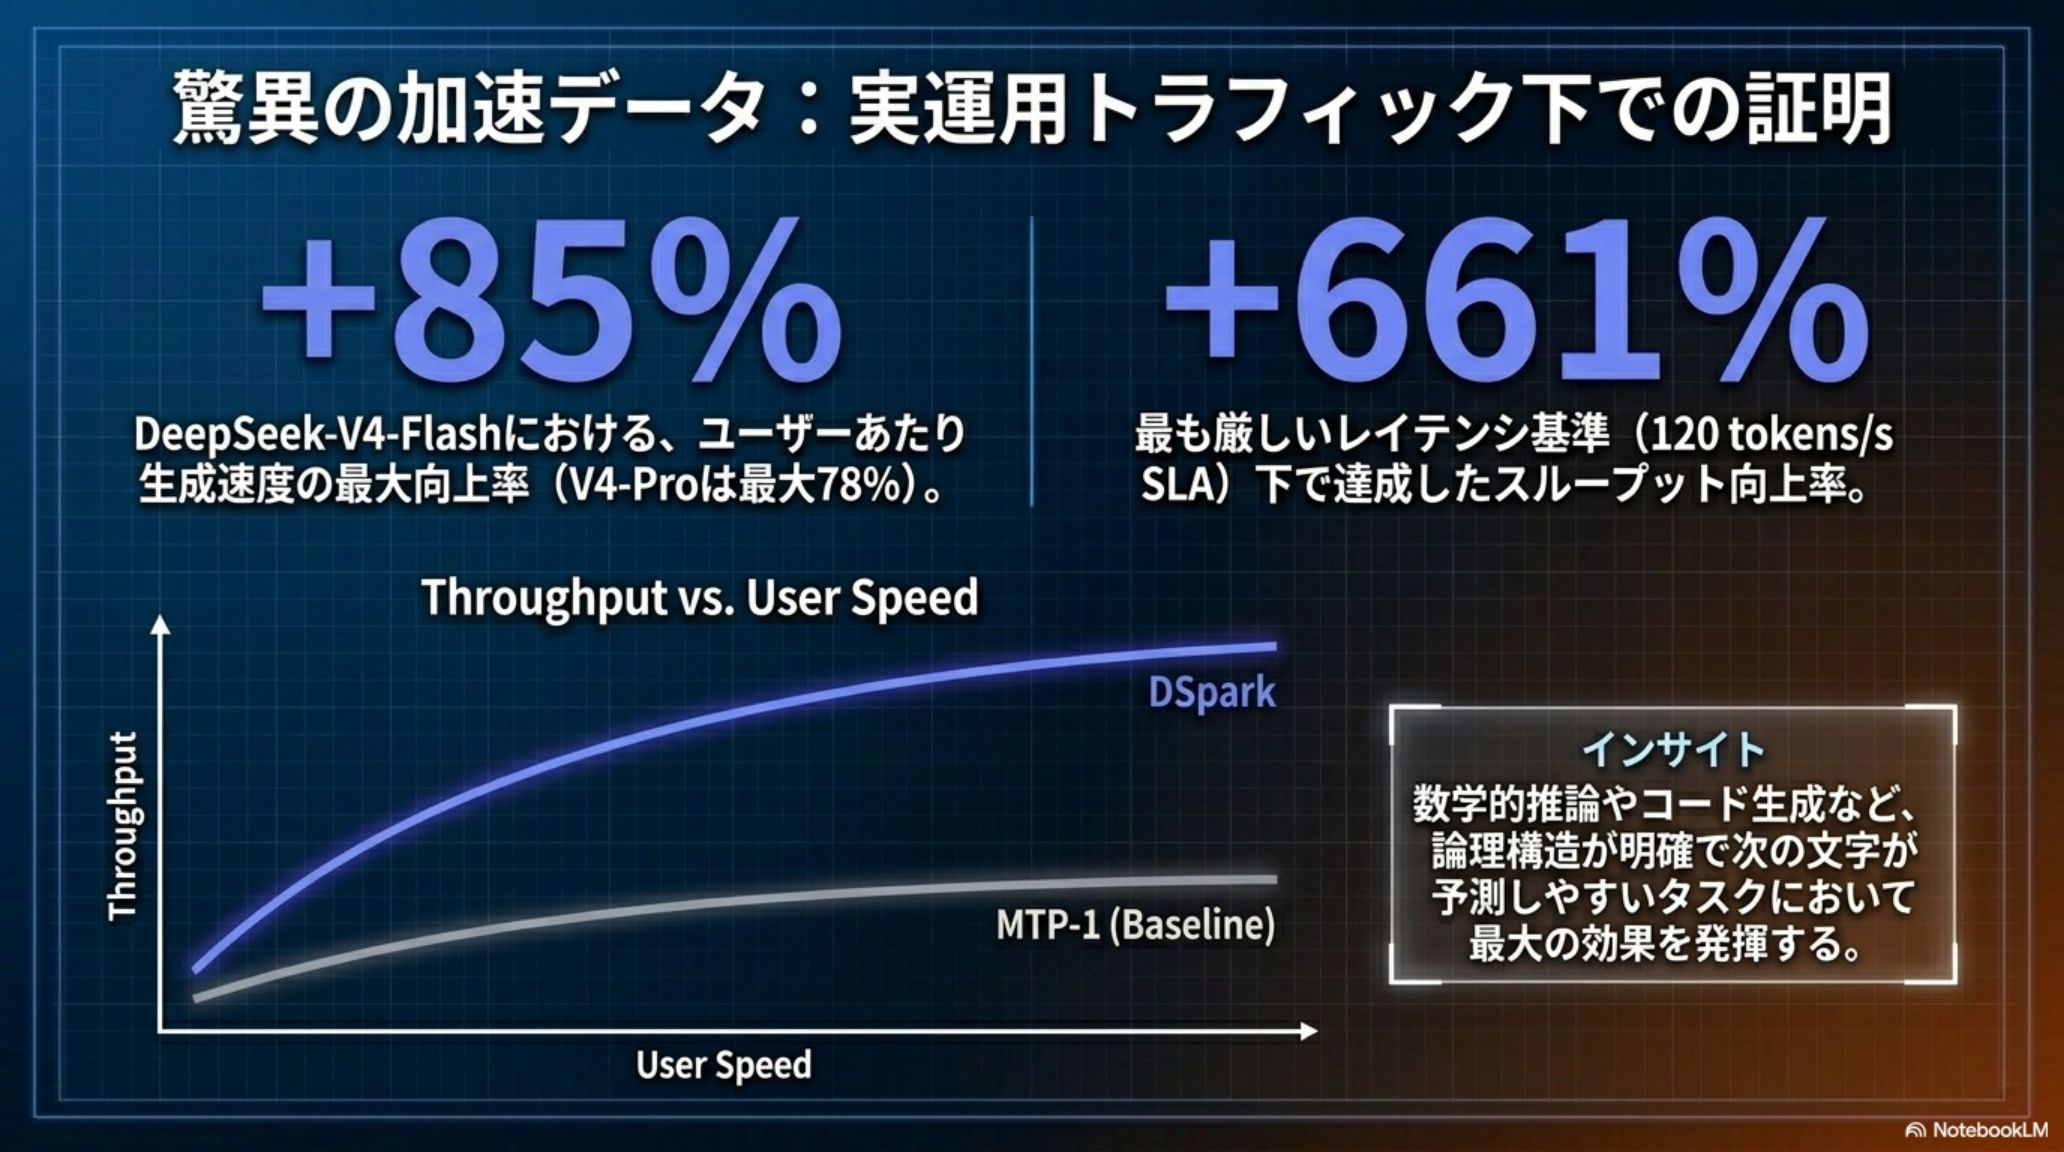 驚異の加速データ：実運用トラフィック下での証明
+85%
DeepSeek-V4-Flashにおける、ユーザーあたり
生成速度の最大向上率（V4-Proは最大78%）。
+661%
最も厳しいレイテンシ基準（120 tokens/s
SLA）下で達成したスループット向上率。
Throughput vs. User Speed
Throughput
DSpark
MTP-1 (Baseline)
User Speed
インサイト
数学的推論やコード生成など、
論理構造が明確で次の文字が
予測しやすいタスクにおいて
最大の効果を発揮する。
NotebookLM